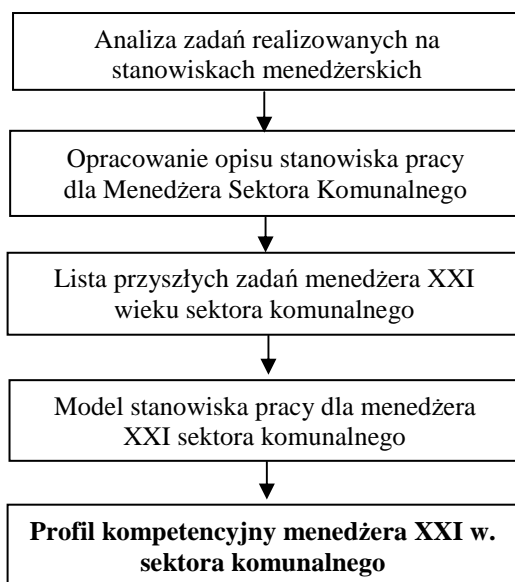 Analiza zadań realizowanych na
stanowiskach menedżerskich
Opracowanie opisu stanowiska pracy
dla Menedżera Sektora Komunalnego
Lista przyszłych zadań menedżera XXI
wieku sektora komunalnego
Model stanowiska pracy dla menedżera
XXI sektora komunalnego
Profil kompetencyjny menedżera XXI w.
sektora komunalnego